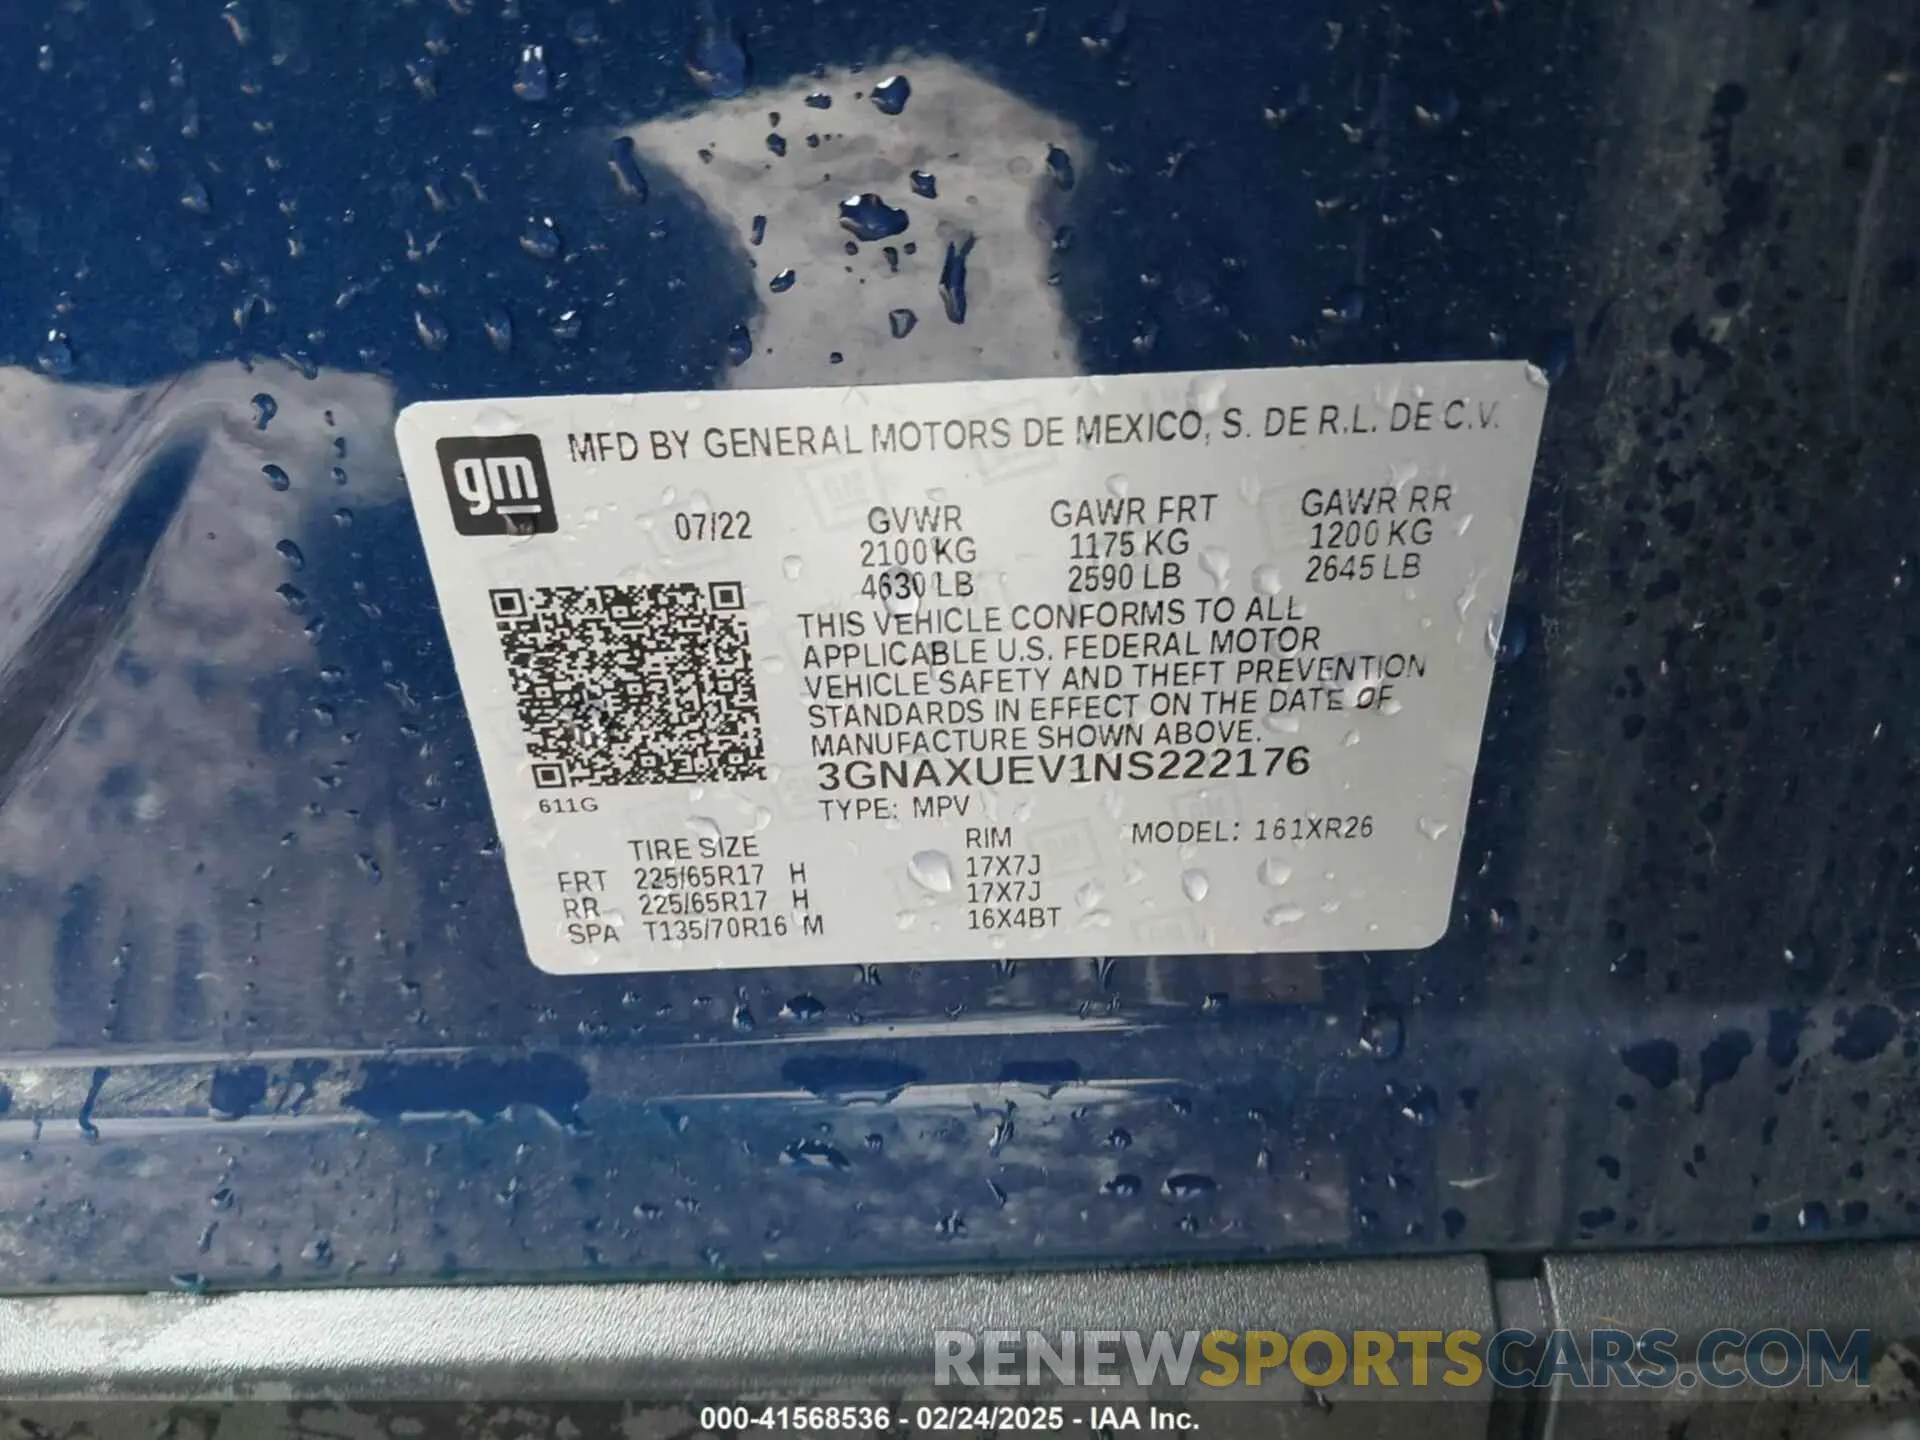 gm
MFD BY GENERAL MOTORS DE MEXICO, S. DE R.L. DE C.V.
07/22
GVWR GAWR FRT GAWR RR
2100 KG 1175 KG 1200 KG
4630 LB 2590 LB 2645 LB
THIS VEHICLE CONFORMS TO ALL
APPLICABLE U.S. FEDERAL MOTOR
VEHICLE SAFETY AND THEFT PREVENTION
STANDARDS IN EFFECT ON THE DATE OF
MANUFACTURE SHOWN ABOVE.
3GNAXUEV1NS222176
611G
TYPE: MPV
MODEL: 161XR26
TIRE SIZE RIM
FRT 225/65R17 H 17X7J
RR 225/65R17 H 17X7J
SPA T135/70R16 M 16X4BT
RENEWSPORTSCARS.COM
000-41568536 - 02/24/2025 - IAA Inc.